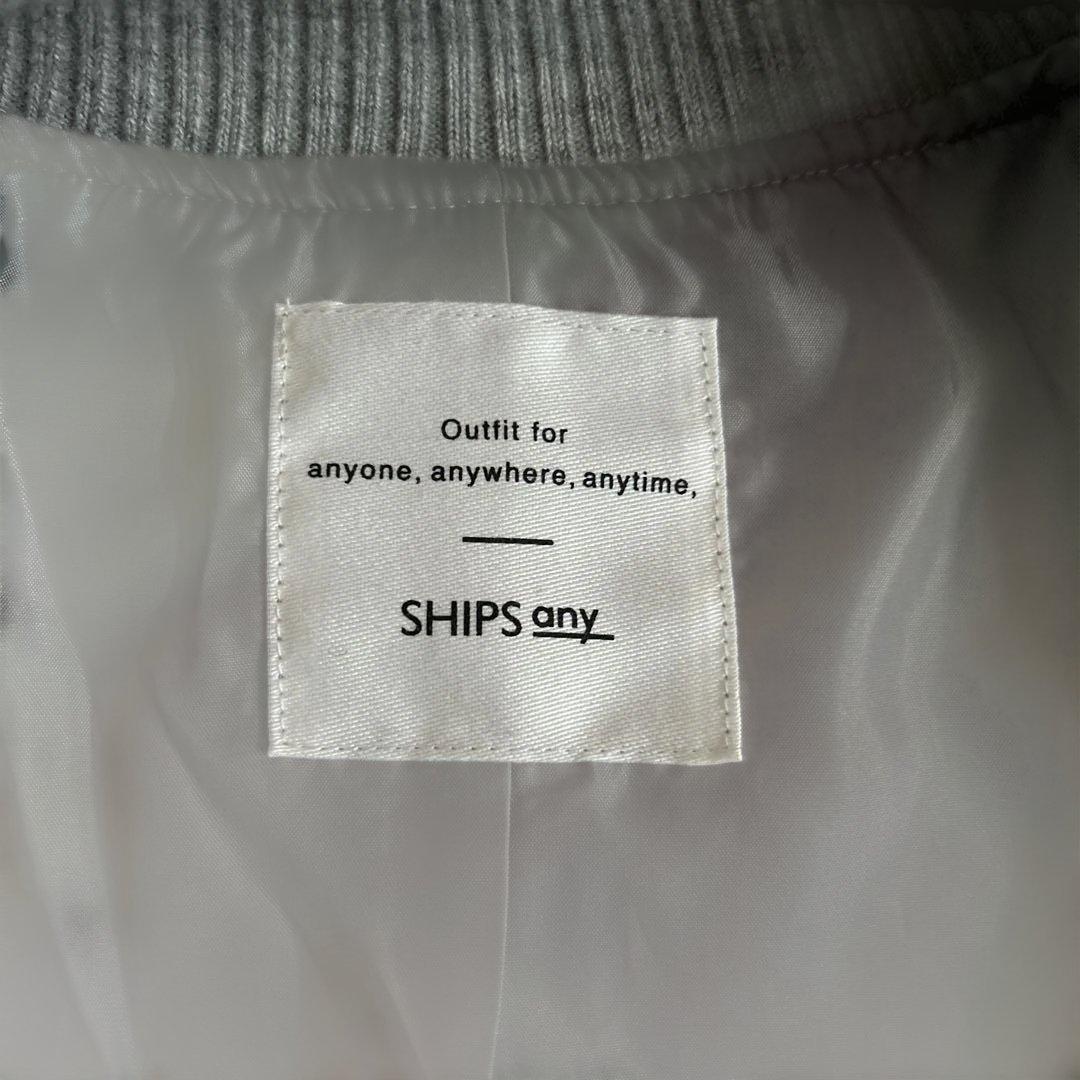 Outfit for
anyone, anywhere, anytime,
SHIPS any